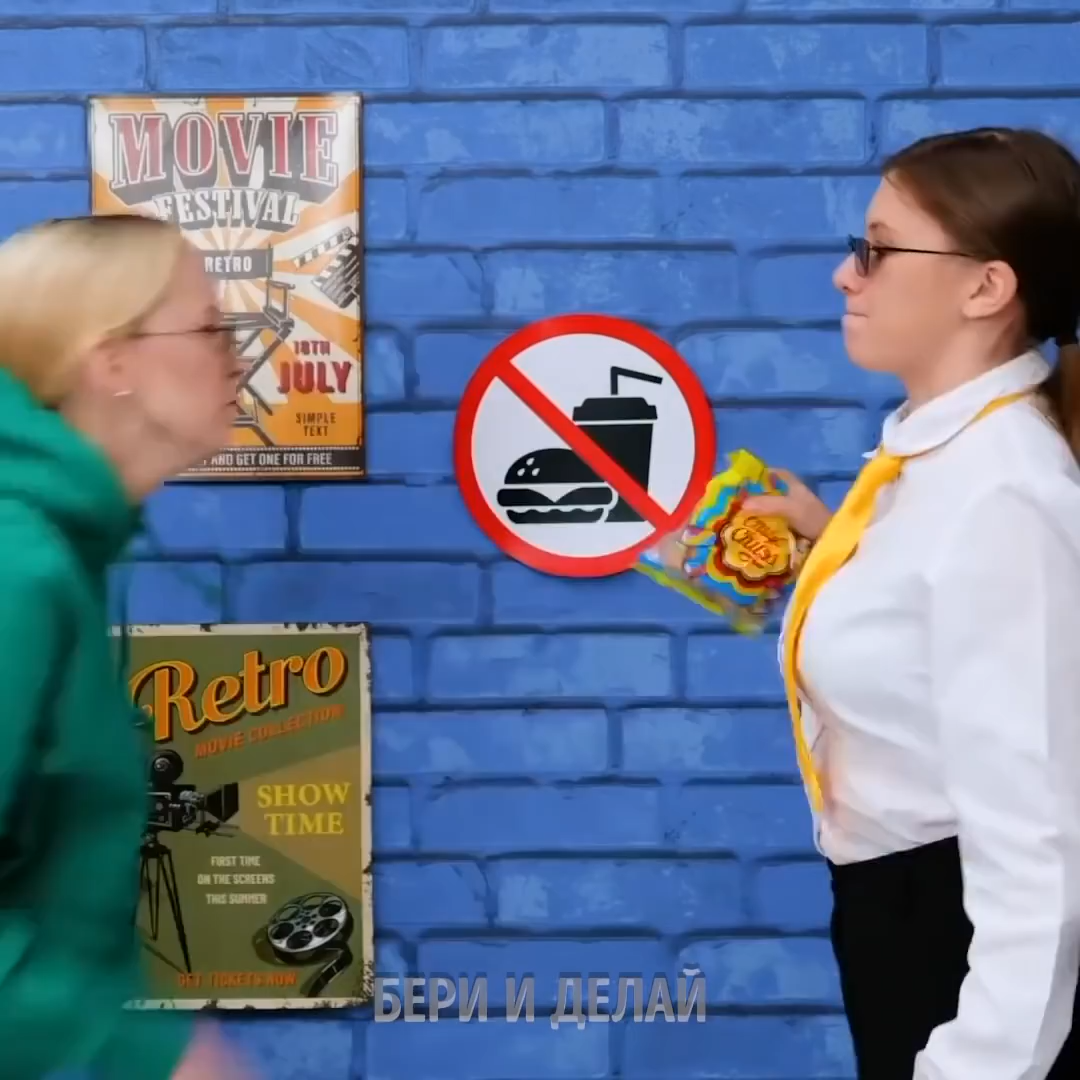 MOVIE
FESTIVAL
RETRO
18TH
JULY
SIMPLE
TEXT
AND GET ONE FOR FREE
Chupa
Chups
Retro
MOVIE COLLECTION
SHOW
TIME
FIRST TIME
ON THE SCREENS
THIS SUMMER
GET TICKETS NOW
БЕРИ И ДЕЛАЙ